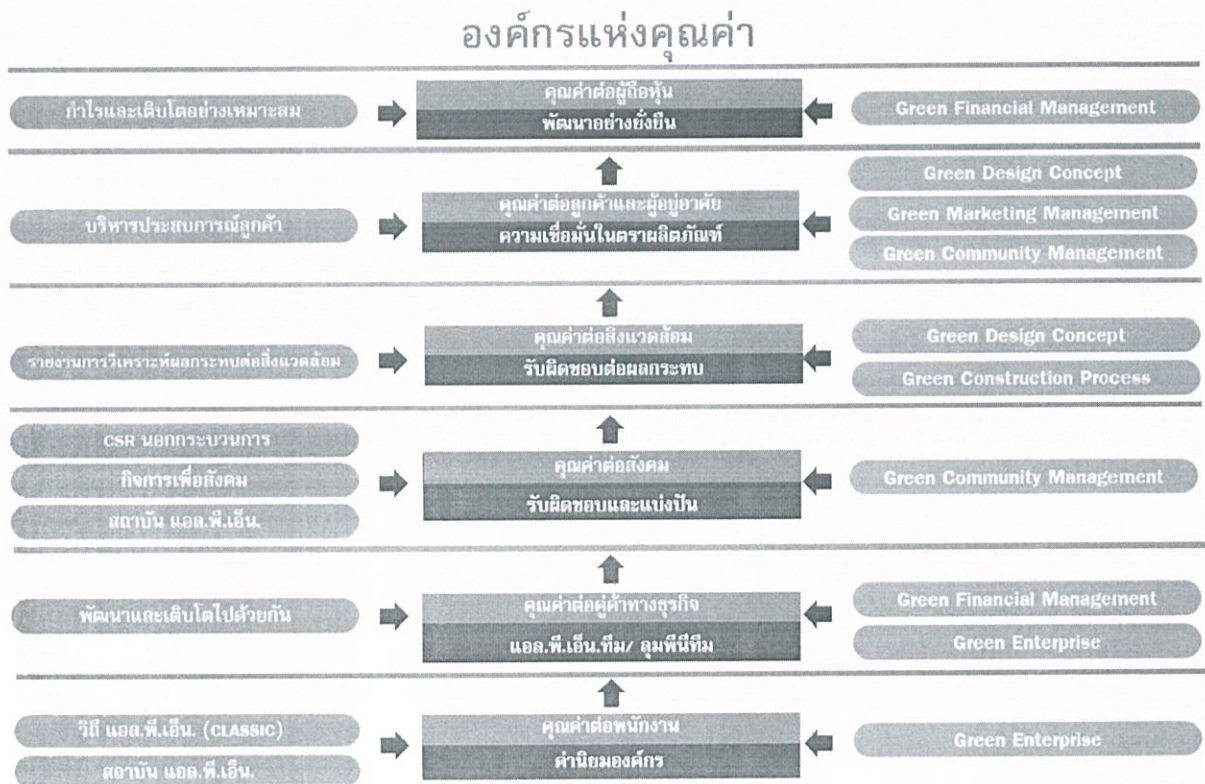 องค์กรแห่งคุณค่า
กำไรและเติบโตอย่างเหมาะสม
คุณค่าต่อผู้ถือหุ้น
พัฒนาอย่างยั่งยืน
Green Financial Management
บริหารประสบการณ์ลูกค้า
คุณค่าต่อลูกค้าและผู้อยู่อาศัย
ความเชื่อมั่นในตราผลิตภัณฑ์
Green Design Concept
Green Marketing Management
Green Community Management
รายงานการวิเคราะห์ผลกระทบต่อสิ่งแวดล้อม
คุณค่าต่อสิ่งแวดล้อม
รับผิดชอบต่อผลกระทบ
Green Design Concept
Green Construction Process
CSR นอกกระบวนการ
กิจการเพื่อสังคม
สถาบัน แอล.พี.เอ็น.
คุณค่าต่อสังคม
รับผิดชอบและแบ่งปัน
Green Community Management
พัฒนาและเติบโตไปด้วยกัน
คุณค่าต่อคู่ค้าทางธุรกิจ
แอล.พี.เอ็น.ทีม/ ลุมพินีทีม
Green Financial Management
Green Enterprise
วิถี แอล.พี.เอ็น. (CLASSIC)
สถาบัน แอล.พี.เอ็น.
คุณค่าต่อพนักงาน
ค่านิยมองค์กร
Green Enterprise